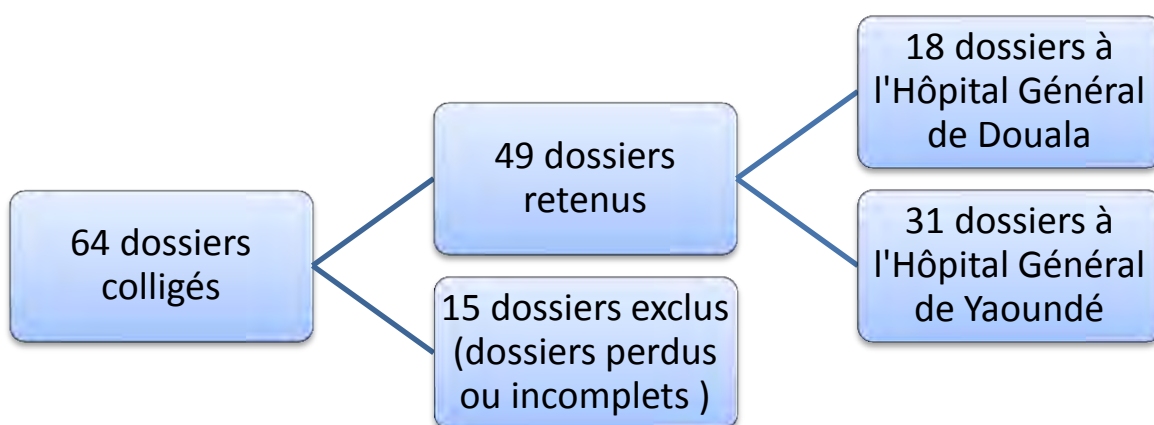 64 dossiers
colligés
49 dossiers
retenus
15 dossiers exclus
(dossiers perdus
ou incomplets )
18 dossiers à
l'Hôpital Général
de Douala
31 dossiers à
l'Hôpital Général
de Yaoundé